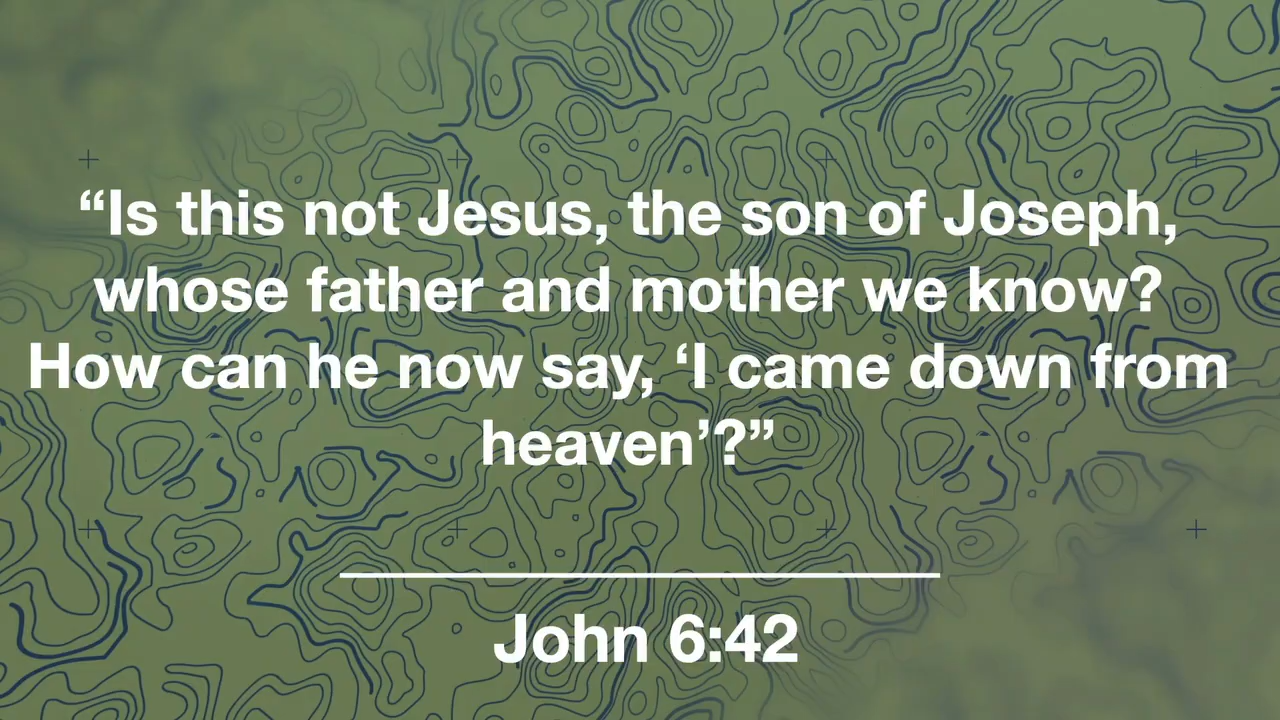 “Is this not Jesus, the son of Joseph,
whose father and mother we know?
How can he now say, ‘I came down from
heaven’?”
John 6:42